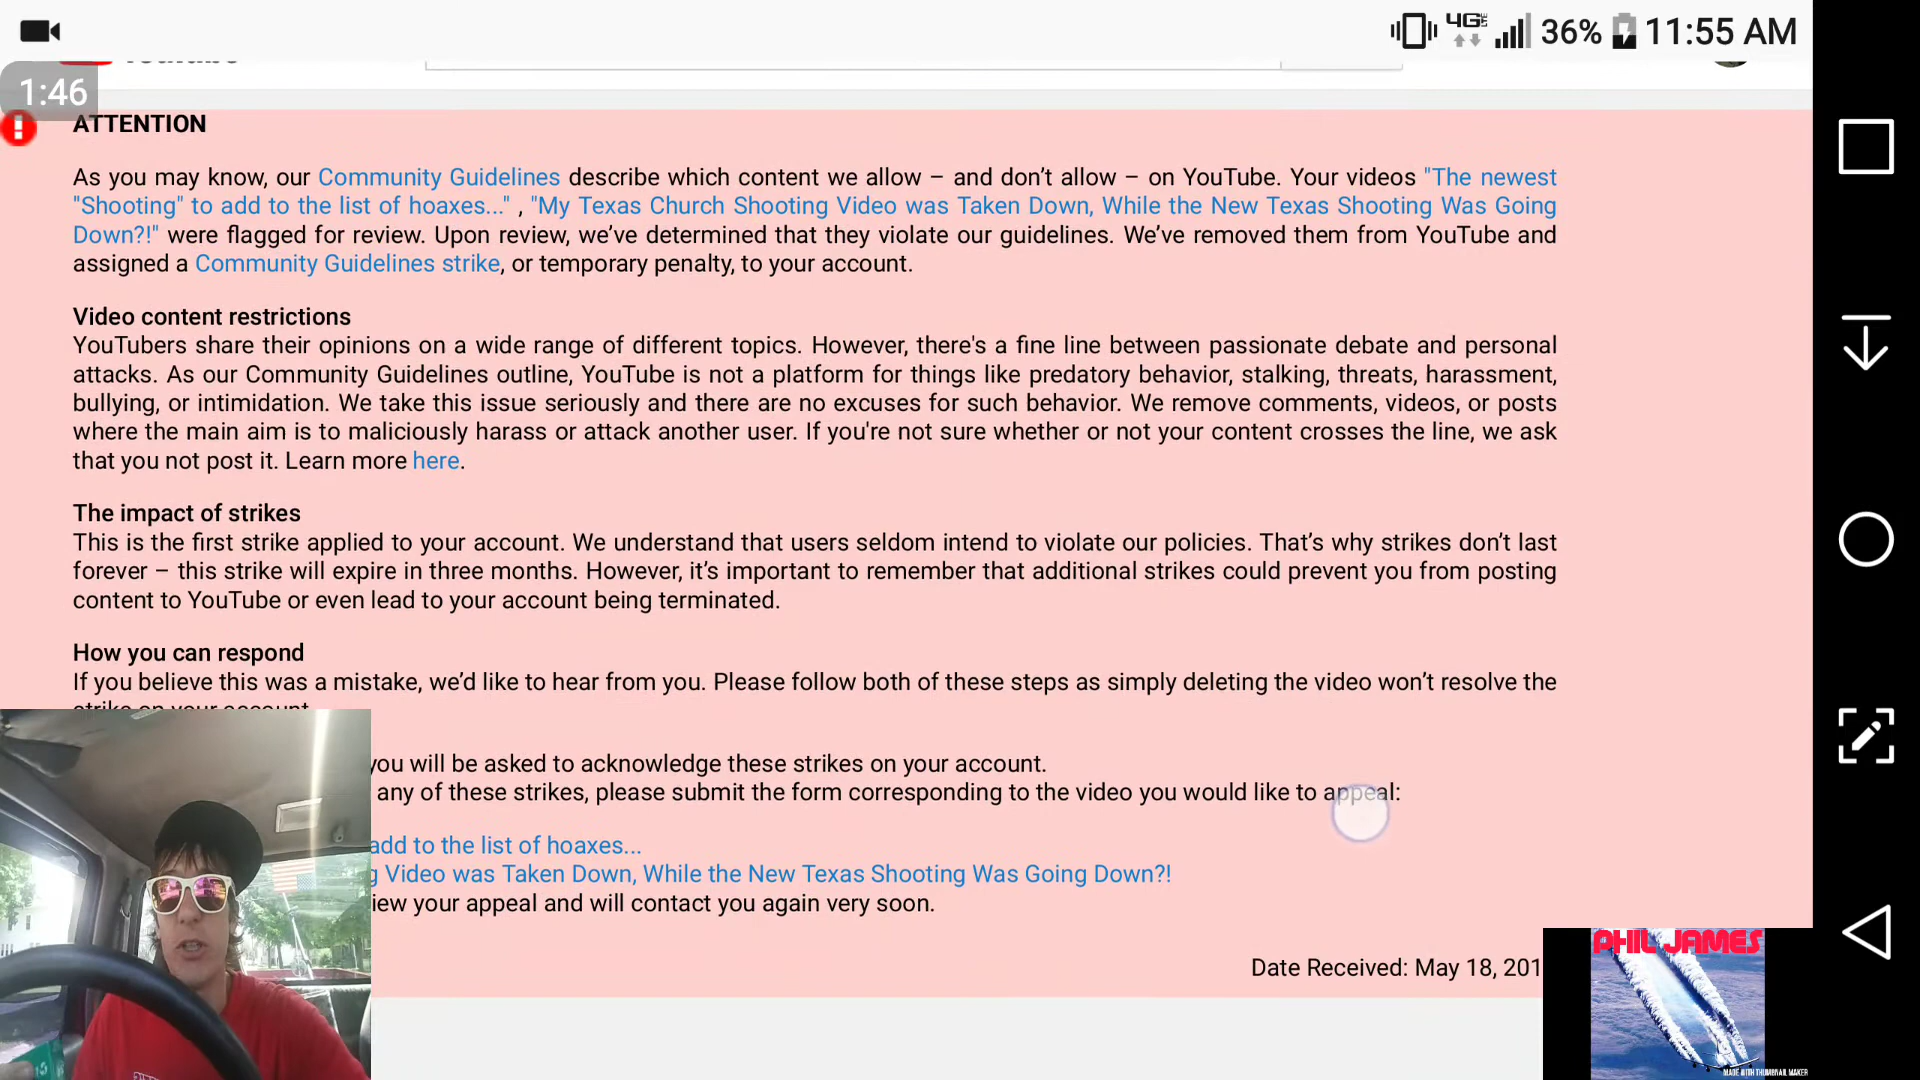 4G LTE 36% 11:55 AM
1:46
ATTENTION
As you may know, our Community Guidelines describe which content we allow – and don’t allow – on YouTube. Your videos "The newest
"Shooting" to add to the list of hoaxes..." , "My Texas Church Shooting Video was Taken Down, While the New Texas Shooting Was Going
Down?!" were flagged for review. Upon review, we’ve determined that they violate our guidelines. We’ve removed them from YouTube and
assigned a Community Guidelines strike, or temporary penalty, to your account.
Video content restrictions
YouTubers share their opinions on a wide range of different topics. However, there's a fine line between passionate debate and personal
attacks. As our Community Guidelines outline, YouTube is not a platform for things like predatory behavior, stalking, threats, harassment,
bullying, or intimidation. We take this issue seriously and there are no excuses for such behavior. We remove comments, videos, or posts
where the main aim is to maliciously harass or attack another user. If you're not sure whether or not your content crosses the line, we ask
that you not post it. Learn more here.
The impact of strikes
This is the first strike applied to your account. We understand that users seldom intend to violate our policies. That’s why strikes don’t last
forever – this strike will expire in three months. However, it’s important to remember that additional strikes could prevent you from posting
content to YouTube or even lead to your account being terminated.
How you can respond
If you believe this was a mistake, we’d like to hear from you. Please follow both of these steps as simply deleting the video won’t resolve the
strike on your account.
you will be asked to acknowledge these strikes on your account.
any of these strikes, please submit the form corresponding to the video you would like to appeal:
add to the list of hoaxes...
g Video was Taken Down, While the New Texas Shooting Was Going Down?!
iew your appeal and will contact you again very soon.
Date Received: May 18, 201
PHIL JAMES
MADE WITH THUMBNAIL MAKER